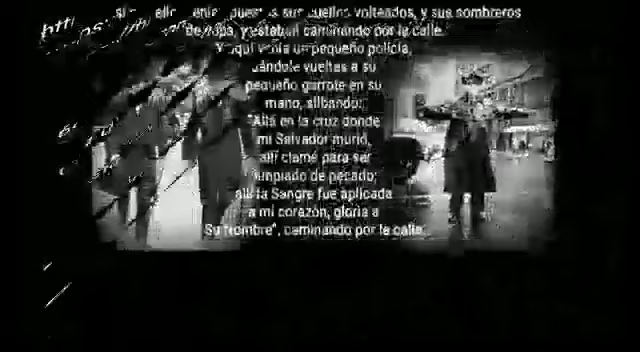 sus cuellos volteados, y sus sombreros
de copa, y estaban caminando por la calle.
Y aquí venía un pequeño policía,
dándole vueltas a su
pequeño garrote en su
mano, silbando:
"Allá en la cruz donde
mi Salvador murió,
allí clamé para ser
limpiado de pecado;
allí la Sangre fue aplicada
a mi corazón, gloria a
Su Nombre", caminando por la calle.